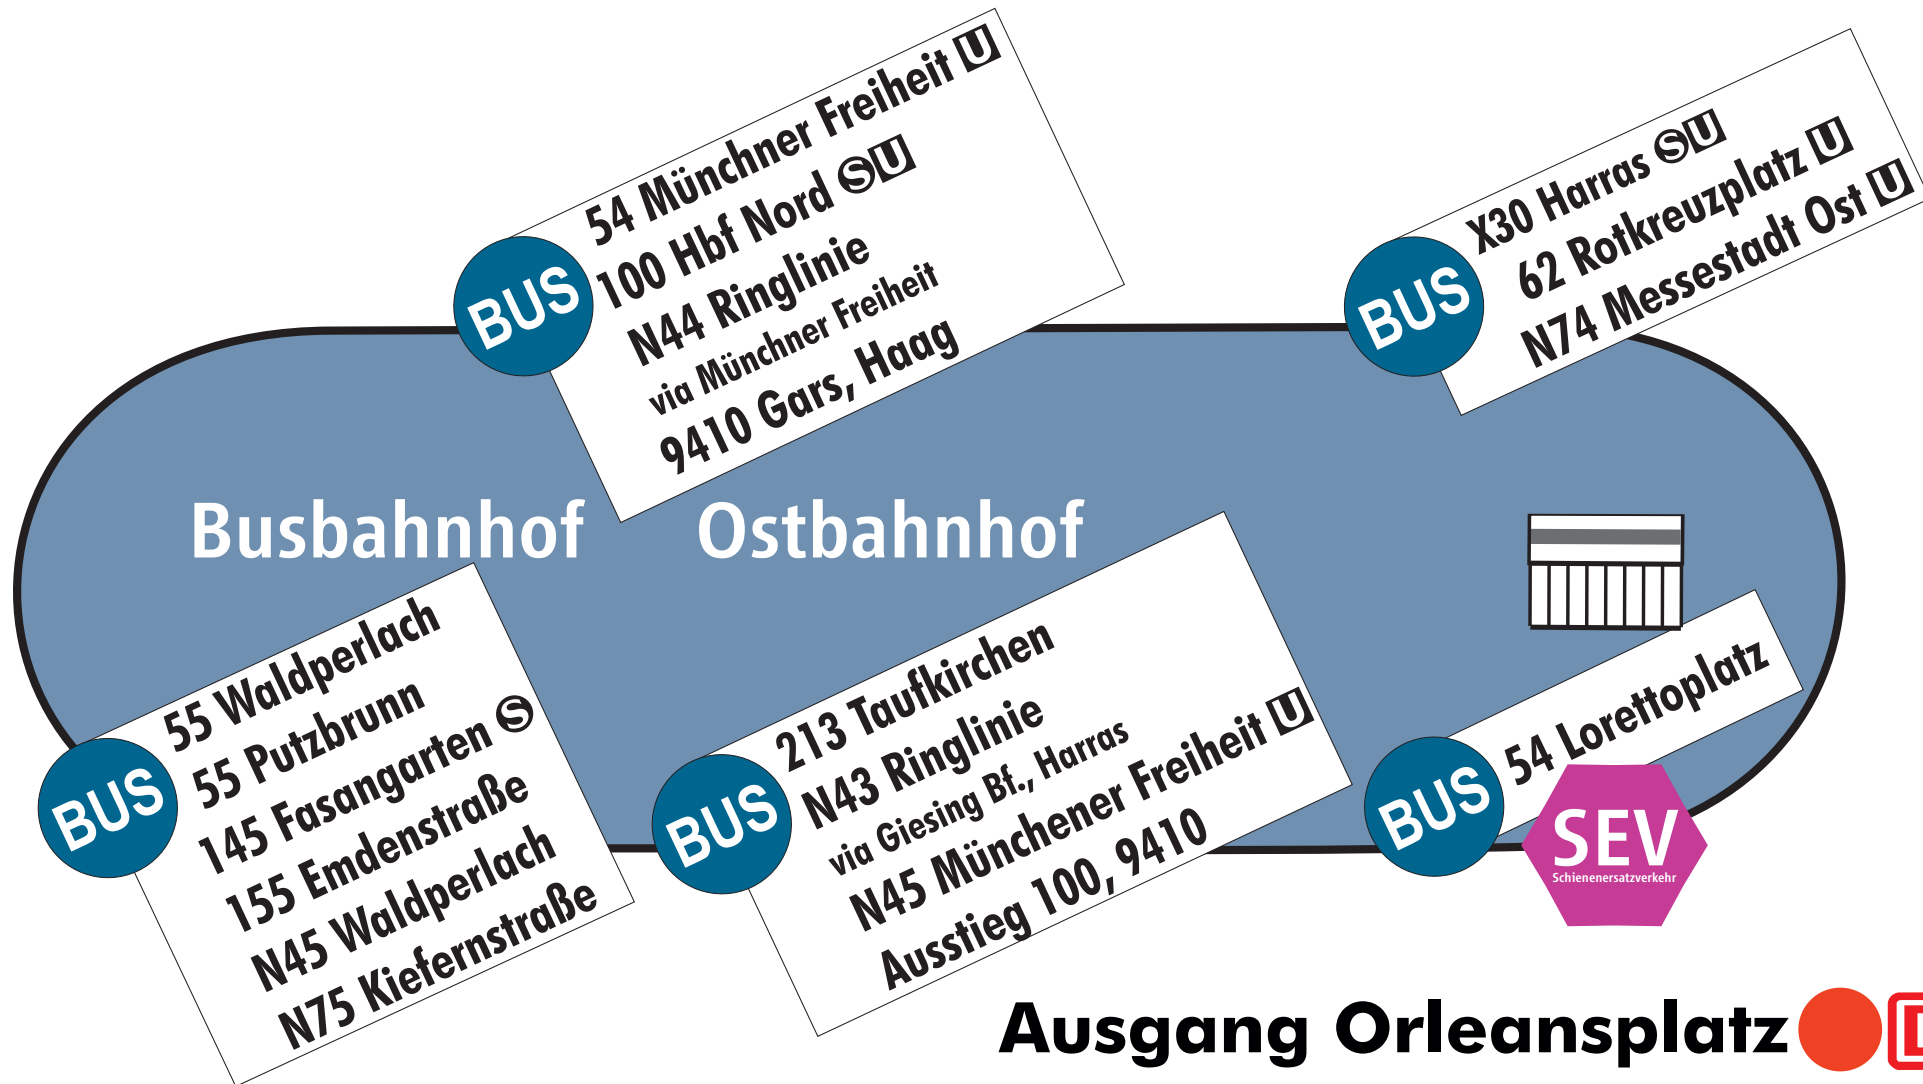 BUS
54 Münchner Freiheit U
100 Hbf Nord S U
N44 Ringlinie
via Münchner Freiheit
9410 Gars, Haag
BUS
X30 Harras S U
62 Rotkreuzplatz U
N74 Messestadt Ost U
Busbahnhof Ostbahnhof
BUS
55 Waldperlach
55 Putzbrunn
145 Fasangarten S
155 Emdenstraße
N45 Waldperlach
N75 Kiefernstraße
BUS
213 Taufkirchen
N43 Ringlinie
via Giesing Bf., Harras
N45 Münchener Freiheit U
Ausstieg 100, 9410
BUS
54 Lorettoplatz
SEV
Schienenersatzverkehr
Ausgang Orleansplatz